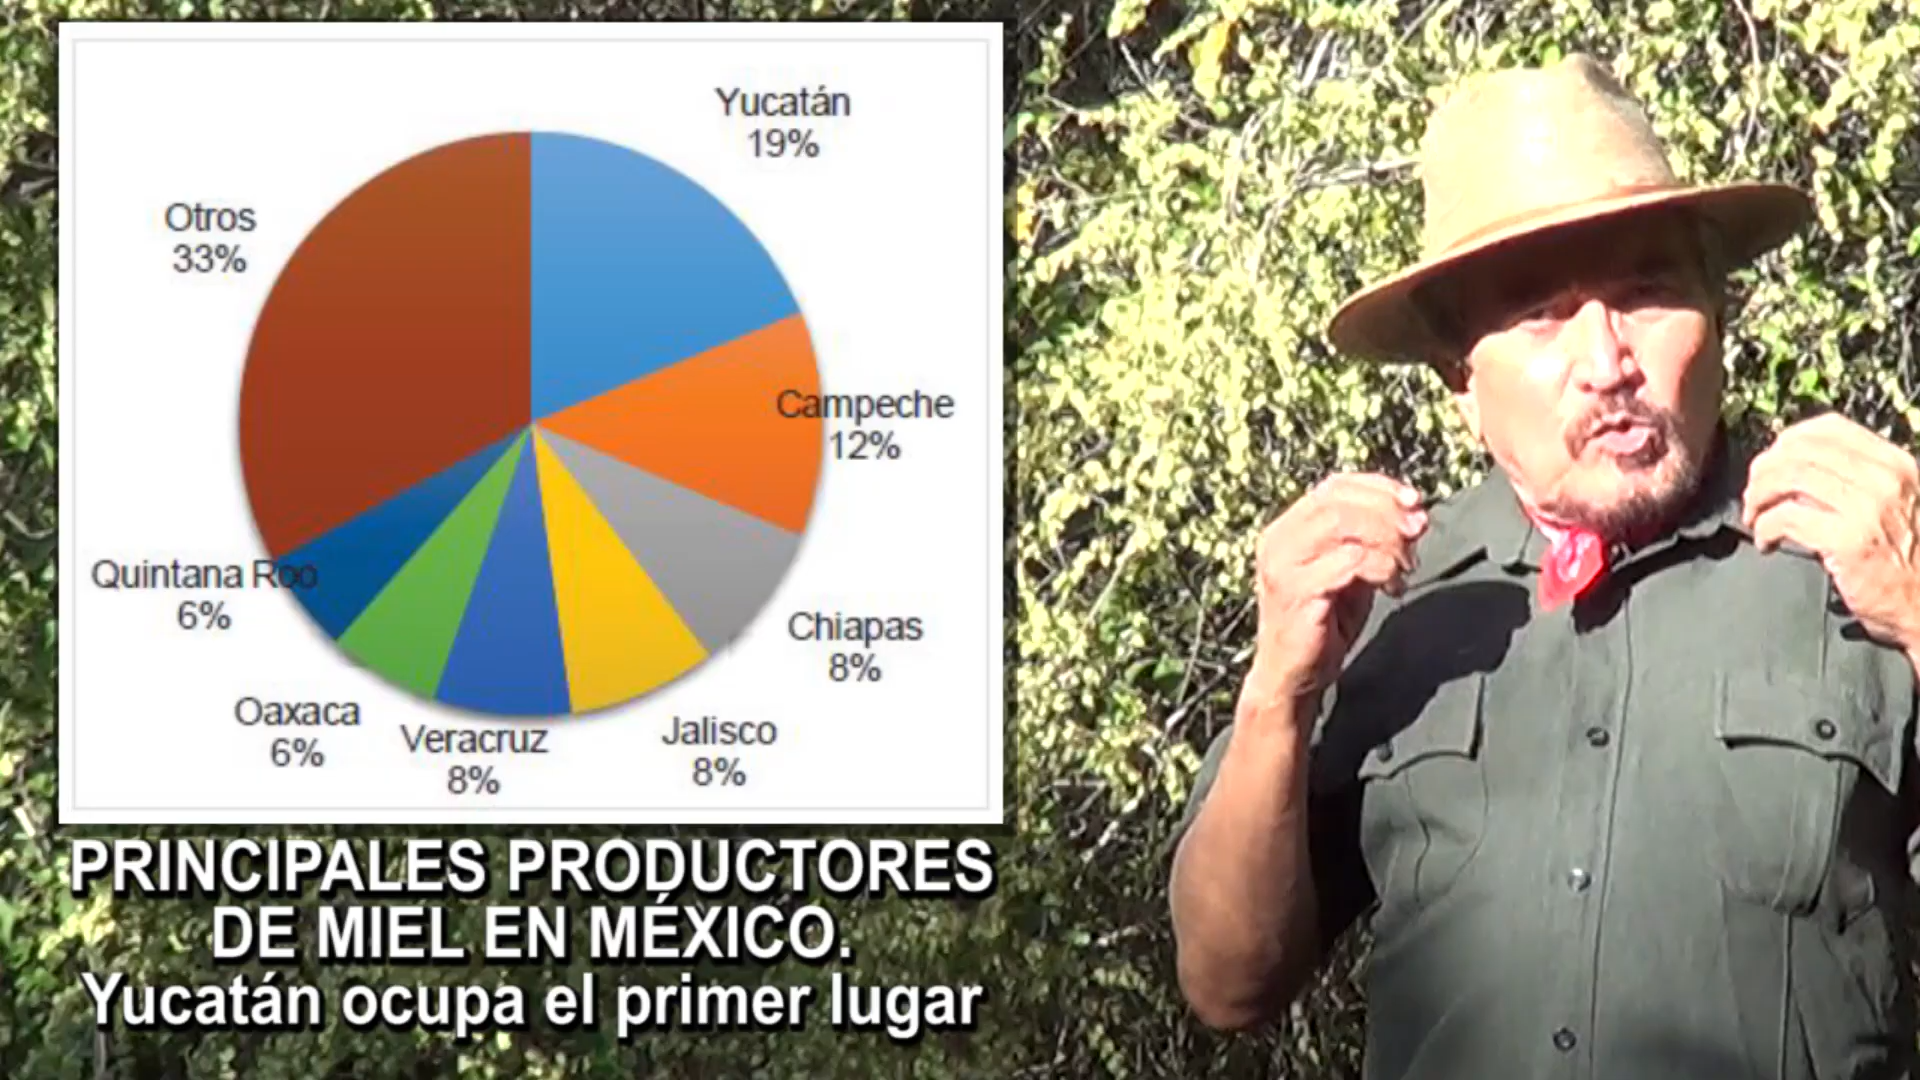 Yucatán
19%
Otros
33%
Campeche
12%
Quintana Roo
6%
Chiapas
8%
Oaxaca
6%
Veracruz
8%
Jalisco
8%
PRINCIPALES PRODUCTORES
DE MIEL EN MÉXICO.
Yucatán ocupa el primer lugar